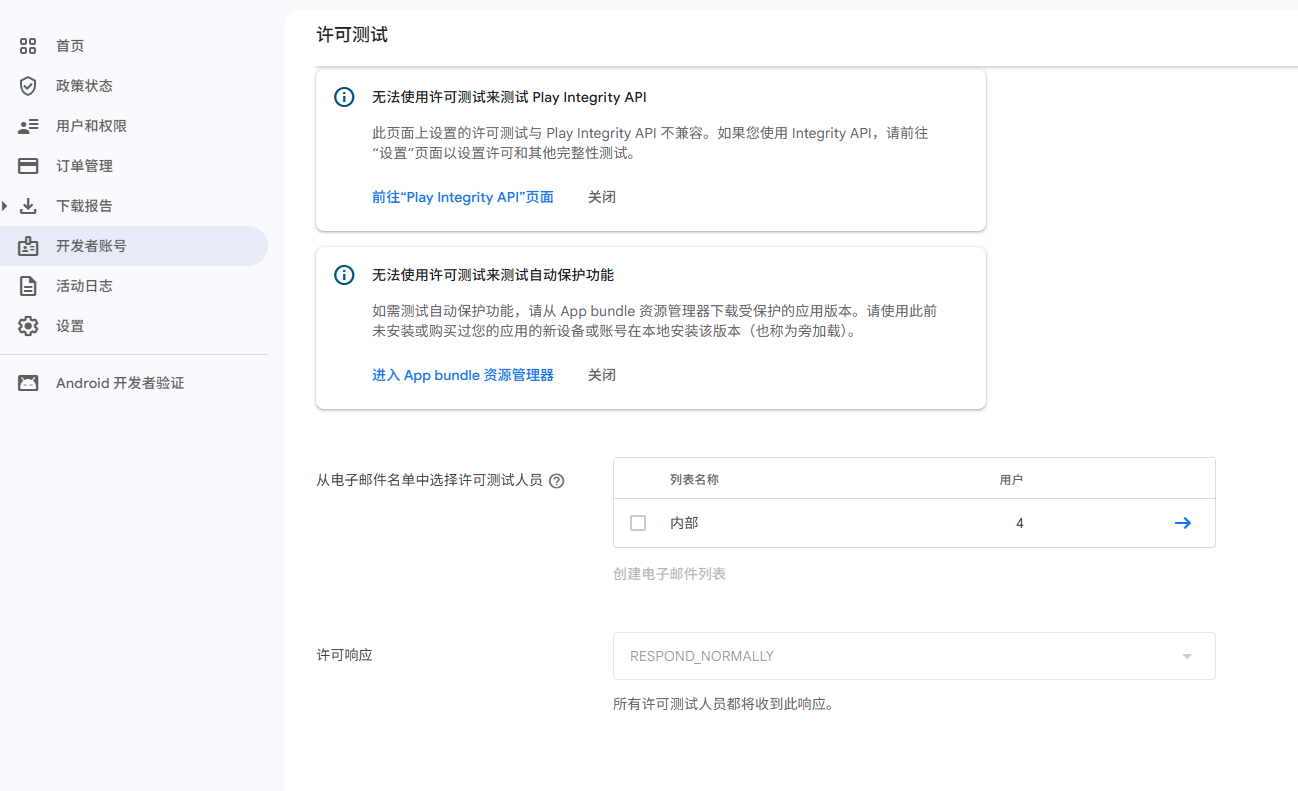 许可测试
首页
政策状态
用户和权限
订单管理
下载报告
开发者账号
活动日志
设置
Android 开发者验证
无法使用许可测试来测试 Play Integrity API
此页面上设置的许可测试与 Play Integrity API 不兼容。如果您使用 Integrity API，请前往
“设置”页面以设置许可和其他完整性测试。
前往“Play Integrity API”页面 关闭
无法使用许可测试来测试自动保护功能
如需测试自动保护功能，请从 App bundle 资源管理器下载受保护的应用版本。请使用此前
未安装或购买过您的应用的新设备或账号在本地安装该版本（也称为旁加载）。
进入 App bundle 资源管理器 关闭
从电子邮件名单中选择许可测试人员
列表名称 用户
内部 4
创建电子邮件列表
许可响应
RESPOND_NORMALLY
所有许可测试人员都将收到此响应。